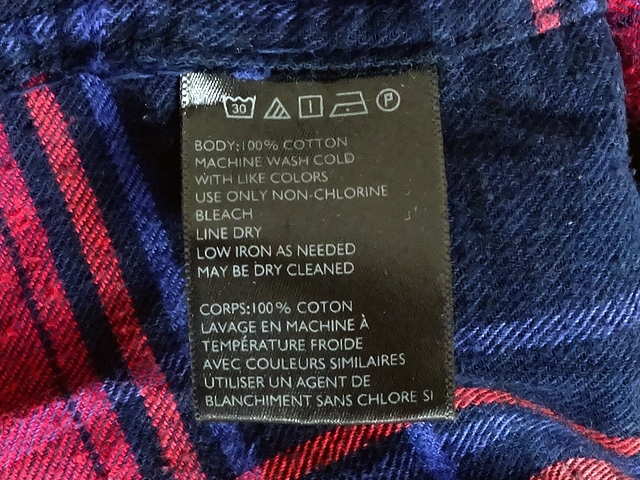 30 P
BODY:100% COTTON
MACHINE WASH COLD
WITH LIKE COLORS
USE ONLY NON-CHLORINE
BLEACH
LINE DRY
LOW IRON AS NEEDED
MAY BE DRY CLEANED
CORPS:100% COTON
LAVAGE EN MACHINE À
TEMPÉRATURE FROIDE
AVEC COULEURS SIMILAIRES
UTILISER UN AGENT DE
BLANCHIMENT SANS CHLORE SI